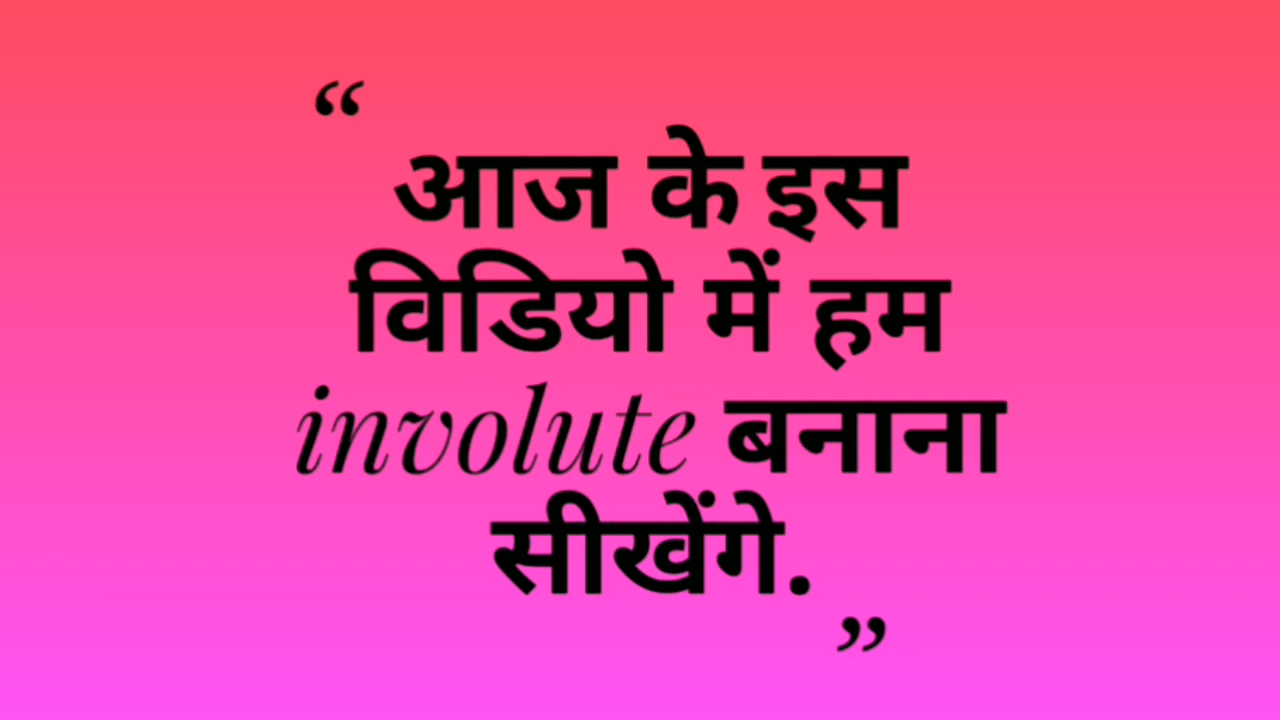 “
आज के इस
विडियो में हम
involute बनाना
सीखेंगे.
”